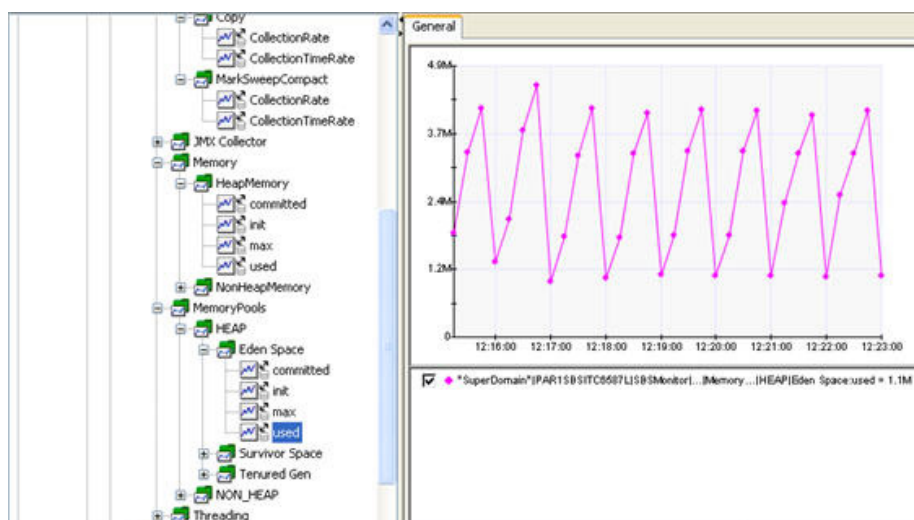 Copy
CollectionRate
CollectionTimeRate
MarkSweepCompact
CollectionRate
CollectionTimeRate
JMX Collector
Memory
HeapMemory
committed
init
max
used
NonHeapMemory
MemoryPools
HEAP
Eden Space
committed
init
max
used
Survivor Space
Tenured Gen
NON_HEAP
Threading
General
4.9M
3.7M
2.4M
1.2M
0
12:16:00 12:17:00 12:18:00 12:19:00 12:20:00 12:21:00 12:22:00 12:23:00
*SuperDomain*|PAR1SBSITC6587L|SBSMonitor|...|Memory...|HEAP|Eden Space:used = 1.1M